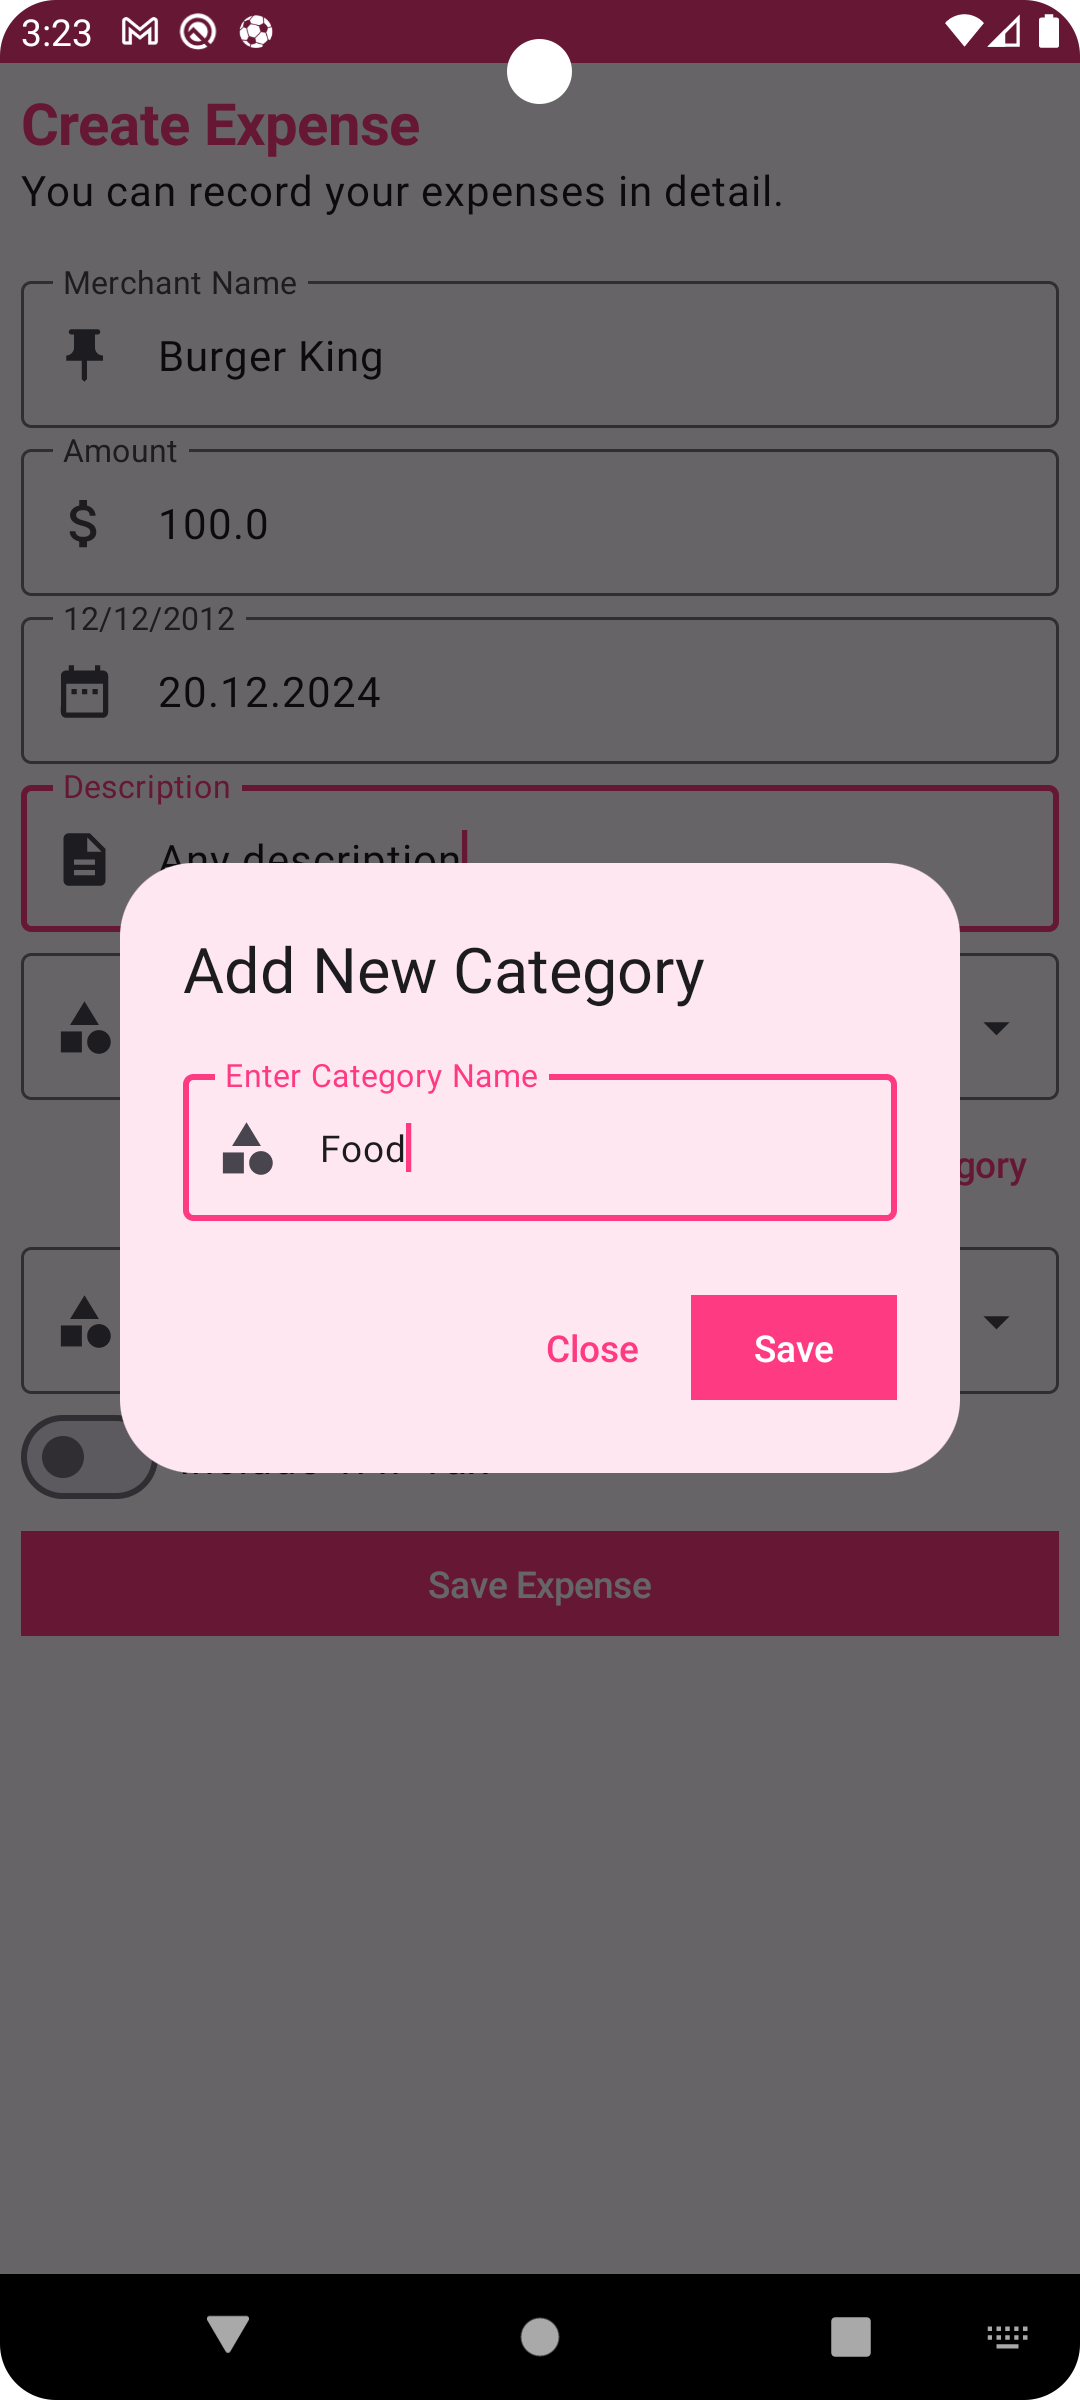 3:23
Create Expense
You can record your expenses in detail.
Merchant Name
Burger King
Amount
$ 100.0
12/12/2012
20.12.2024
Description
Any description
Add New Category
Enter Category Name
Food
gory
Close
Save
Save Expense